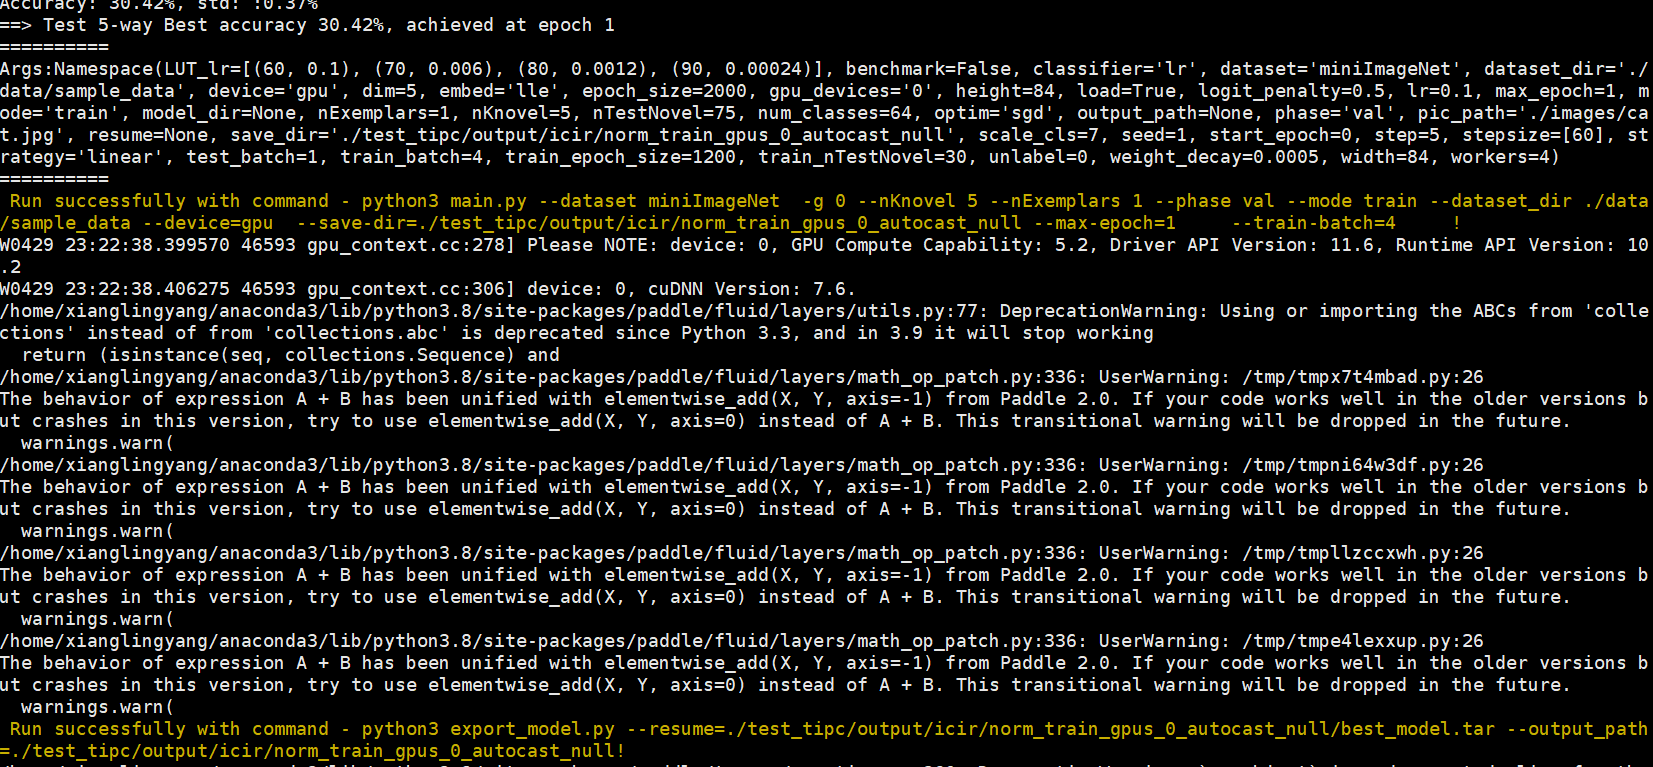 Accuracy: 30.42%, std: :0.37%
==> Test 5-way Best accuracy 30.42%, achieved at epoch 1
==========
Args:Namespace(LUT_lr=[(60, 0.1), (70, 0.006), (80, 0.0012), (90, 0.00024)], benchmark=False, classifier='lr', dataset='miniImageNet', dataset_dir='./
data/sample_data', device='gpu', dim=5, embed='lle', epoch_size=2000, gpu_devices='0', height=84, load=True, logit_penalty=0.5, lr=0.1, max_epoch=1, m
ode='train', model_dir=None, nExemplars=1, nKnovel=5, nTestNovel=75, num_classes=64, optim='sgd', output_path=None, phase='val', pic_path='./images/ca
t.jpg', resume=None, save_dir='./test_tipc/output/icir/norm_train_gpus_0_autocast_null', scale_cls=7, seed=1, start_epoch=0, step=5, stepsize=[60], st
rategy='linear', test_batch=1, train_batch=4, train_epoch_size=1200, train_nTestNovel=30, unlabel=0, weight_decay=0.0005, width=84, workers=4)
==========
Run successfully with command - python3 main.py --dataset miniImageNet  -g 0 --nKnovel 5 --nExemplars 1 --phase val --mode train --dataset_dir ./data
/sample_data --device=gpu  --save-dir=./test_tipc/output/icir/norm_train_gpus_0_autocast_null --max-epoch=1     --train-batch=4     !
W0429 23:22:38.399570 46593 gpu_context.cc:278] Please NOTE: device: 0, GPU Compute Capability: 5.2, Driver API Version: 11.6, Runtime API Version: 10
.2
W0429 23:22:38.406275 46593 gpu_context.cc:306] device: 0, cuDNN Version: 7.6.
/home/xianglingyang/anaconda3/lib/python3.8/site-packages/paddle/fluid/layers/utils.py:77: DeprecationWarning: Using or importing the ABCs from 'colle
ctions' instead of from 'collections.abc' is deprecated since Python 3.3, and in 3.9 it will stop working
  return (isinstance(seq, collections.Sequence) and
/home/xianglingyang/anaconda3/lib/python3.8/site-packages/paddle/fluid/layers/math_op_patch.py:336: UserWarning: /tmp/tmpx7t4mbad.py:26
The behavior of expression A + B has been unified with elementwise_add(X, Y, axis=-1) from Paddle 2.0. If your code works well in the older versions b
ut crashes in this version, try to use elementwise_add(X, Y, axis=0) instead of A + B. This transitional warning will be dropped in the future.
  warnings.warn(
/home/xianglingyang/anaconda3/lib/python3.8/site-packages/paddle/fluid/layers/math_op_patch.py:336: UserWarning: /tmp/tmpni64w3df.py:26
The behavior of expression A + B has been unified with elementwise_add(X, Y, axis=-1) from Paddle 2.0. If your code works well in the older versions b
ut crashes in this version, try to use elementwise_add(X, Y, axis=0) instead of A + B. This transitional warning will be dropped in the future.
  warnings.warn(
/home/xianglingyang/anaconda3/lib/python3.8/site-packages/paddle/fluid/layers/math_op_patch.py:336: UserWarning: /tmp/tmpllzccxwh.py:26
The behavior of expression A + B has been unified with elementwise_add(X, Y, axis=-1) from Paddle 2.0. If your code works well in the older versions b
ut crashes in this version, try to use elementwise_add(X, Y, axis=0) instead of A + B. This transitional warning will be dropped in the future.
  warnings.warn(
/home/xianglingyang/anaconda3/lib/python3.8/site-packages/paddle/fluid/layers/math_op_patch.py:336: UserWarning: /tmp/tmpe4lexxup.py:26
The behavior of expression A + B has been unified with elementwise_add(X, Y, axis=-1) from Paddle 2.0. If your code works well in the older versions b
ut crashes in this version, try to use elementwise_add(X, Y, axis=0) instead of A + B. This transitional warning will be dropped in the future.
  warnings.warn(
Run successfully with command - python3 export_model.py --resume=./test_tipc/output/icir/norm_train_gpus_0_autocast_null/best_model.tar --output_path
=./test_tipc/output/icir/norm_train_gpus_0_autocast_null!